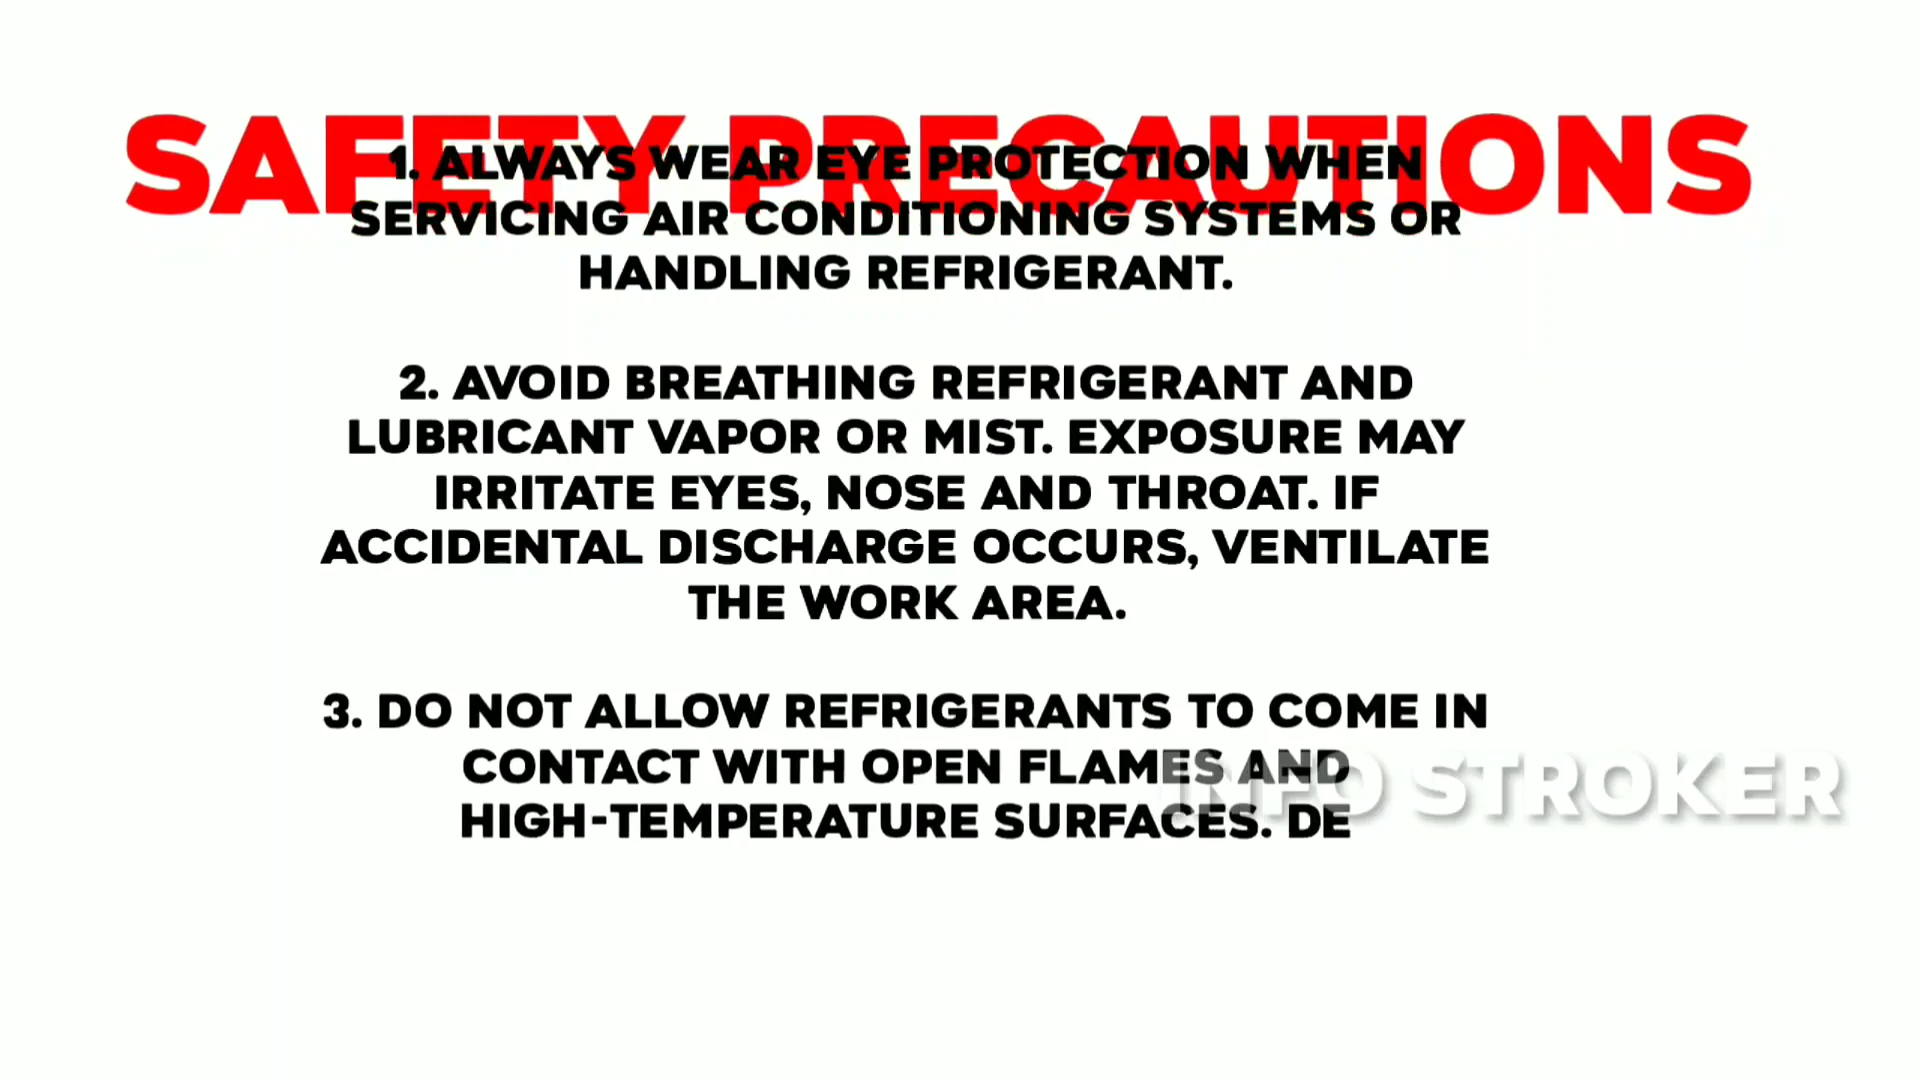 SAFETY PRECAUTIONS
1. ALWAYS WEAR EYE PROTECTION WHEN
SERVICING AIR CONDITIONING SYSTEMS OR
HANDLING REFRIGERANT.
2. AVOID BREATHING REFRIGERANT AND
LUBRICANT VAPOR OR MIST. EXPOSURE MAY
IRRITATE EYES, NOSE AND THROAT. IF
ACCIDENTAL DISCHARGE OCCURS, VENTILATE
THE WORK AREA.
3. DO NOT ALLOW REFRIGERANTS TO COME IN
CONTACT WITH OPEN FLAMES AND
HIGH-TEMPERATURE SURFACES. DE
INFO STROKER